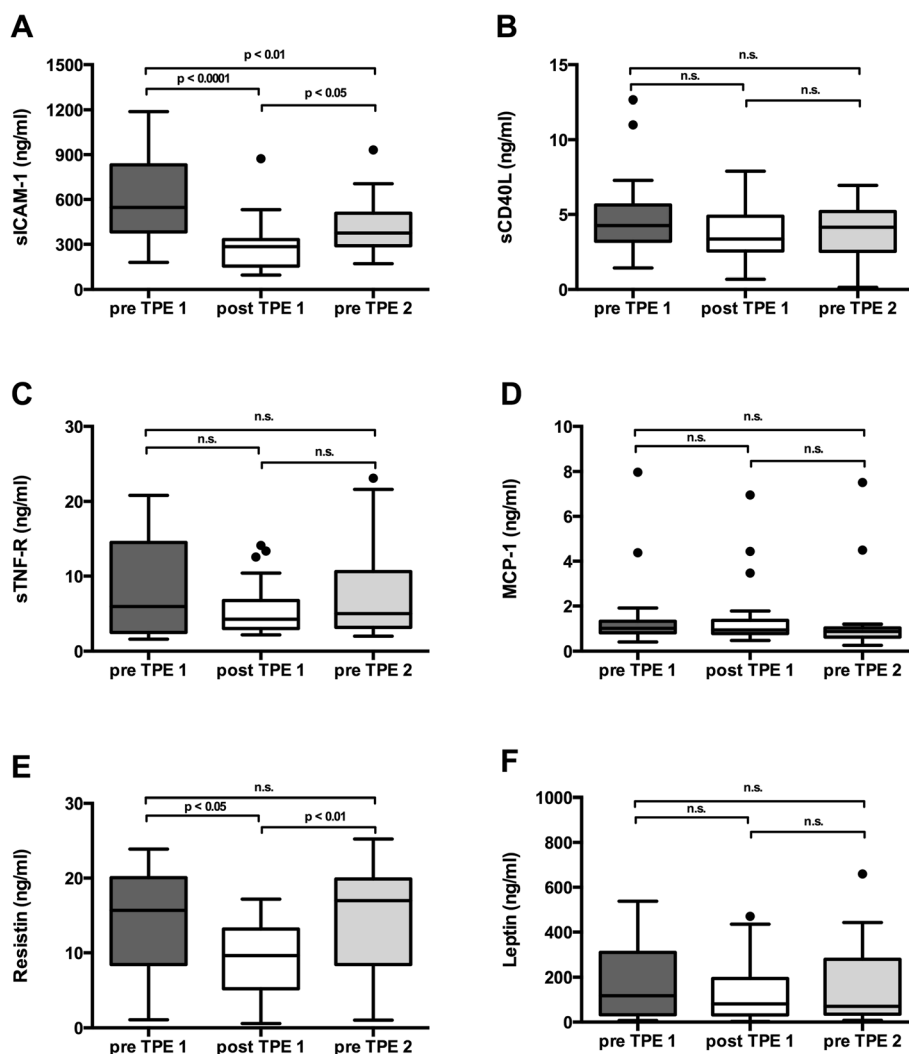 A
p < 0.01
p < 0.0001
p < 0.05
1500
1200
900
600
300
0
sICAM-1 (ng/ml)
pre TPE 1 post TPE 1 pre TPE 2
B
n.s.
n.s.
n.s.
15
10
5
0
sCD40L (ng/ml)
pre TPE 1 post TPE 1 pre TPE 2
C
n.s.
n.s.
n.s.
30
20
10
0
sTNF-R (ng/ml)
pre TPE 1 post TPE 1 pre TPE 2
D
n.s.
n.s.
n.s.
10
8
6
4
2
0
MCP-1 (ng/ml)
pre TPE 1 post TPE 1 pre TPE 2
E
n.s.
p < 0.05
p < 0.01
30
20
10
0
Resistin (ng/ml)
pre TPE 1 post TPE 1 pre TPE 2
F
n.s.
n.s.
n.s.
1000
800
600
400
200
0
Leptin (ng/ml)
pre TPE 1 post TPE 1 pre TPE 2